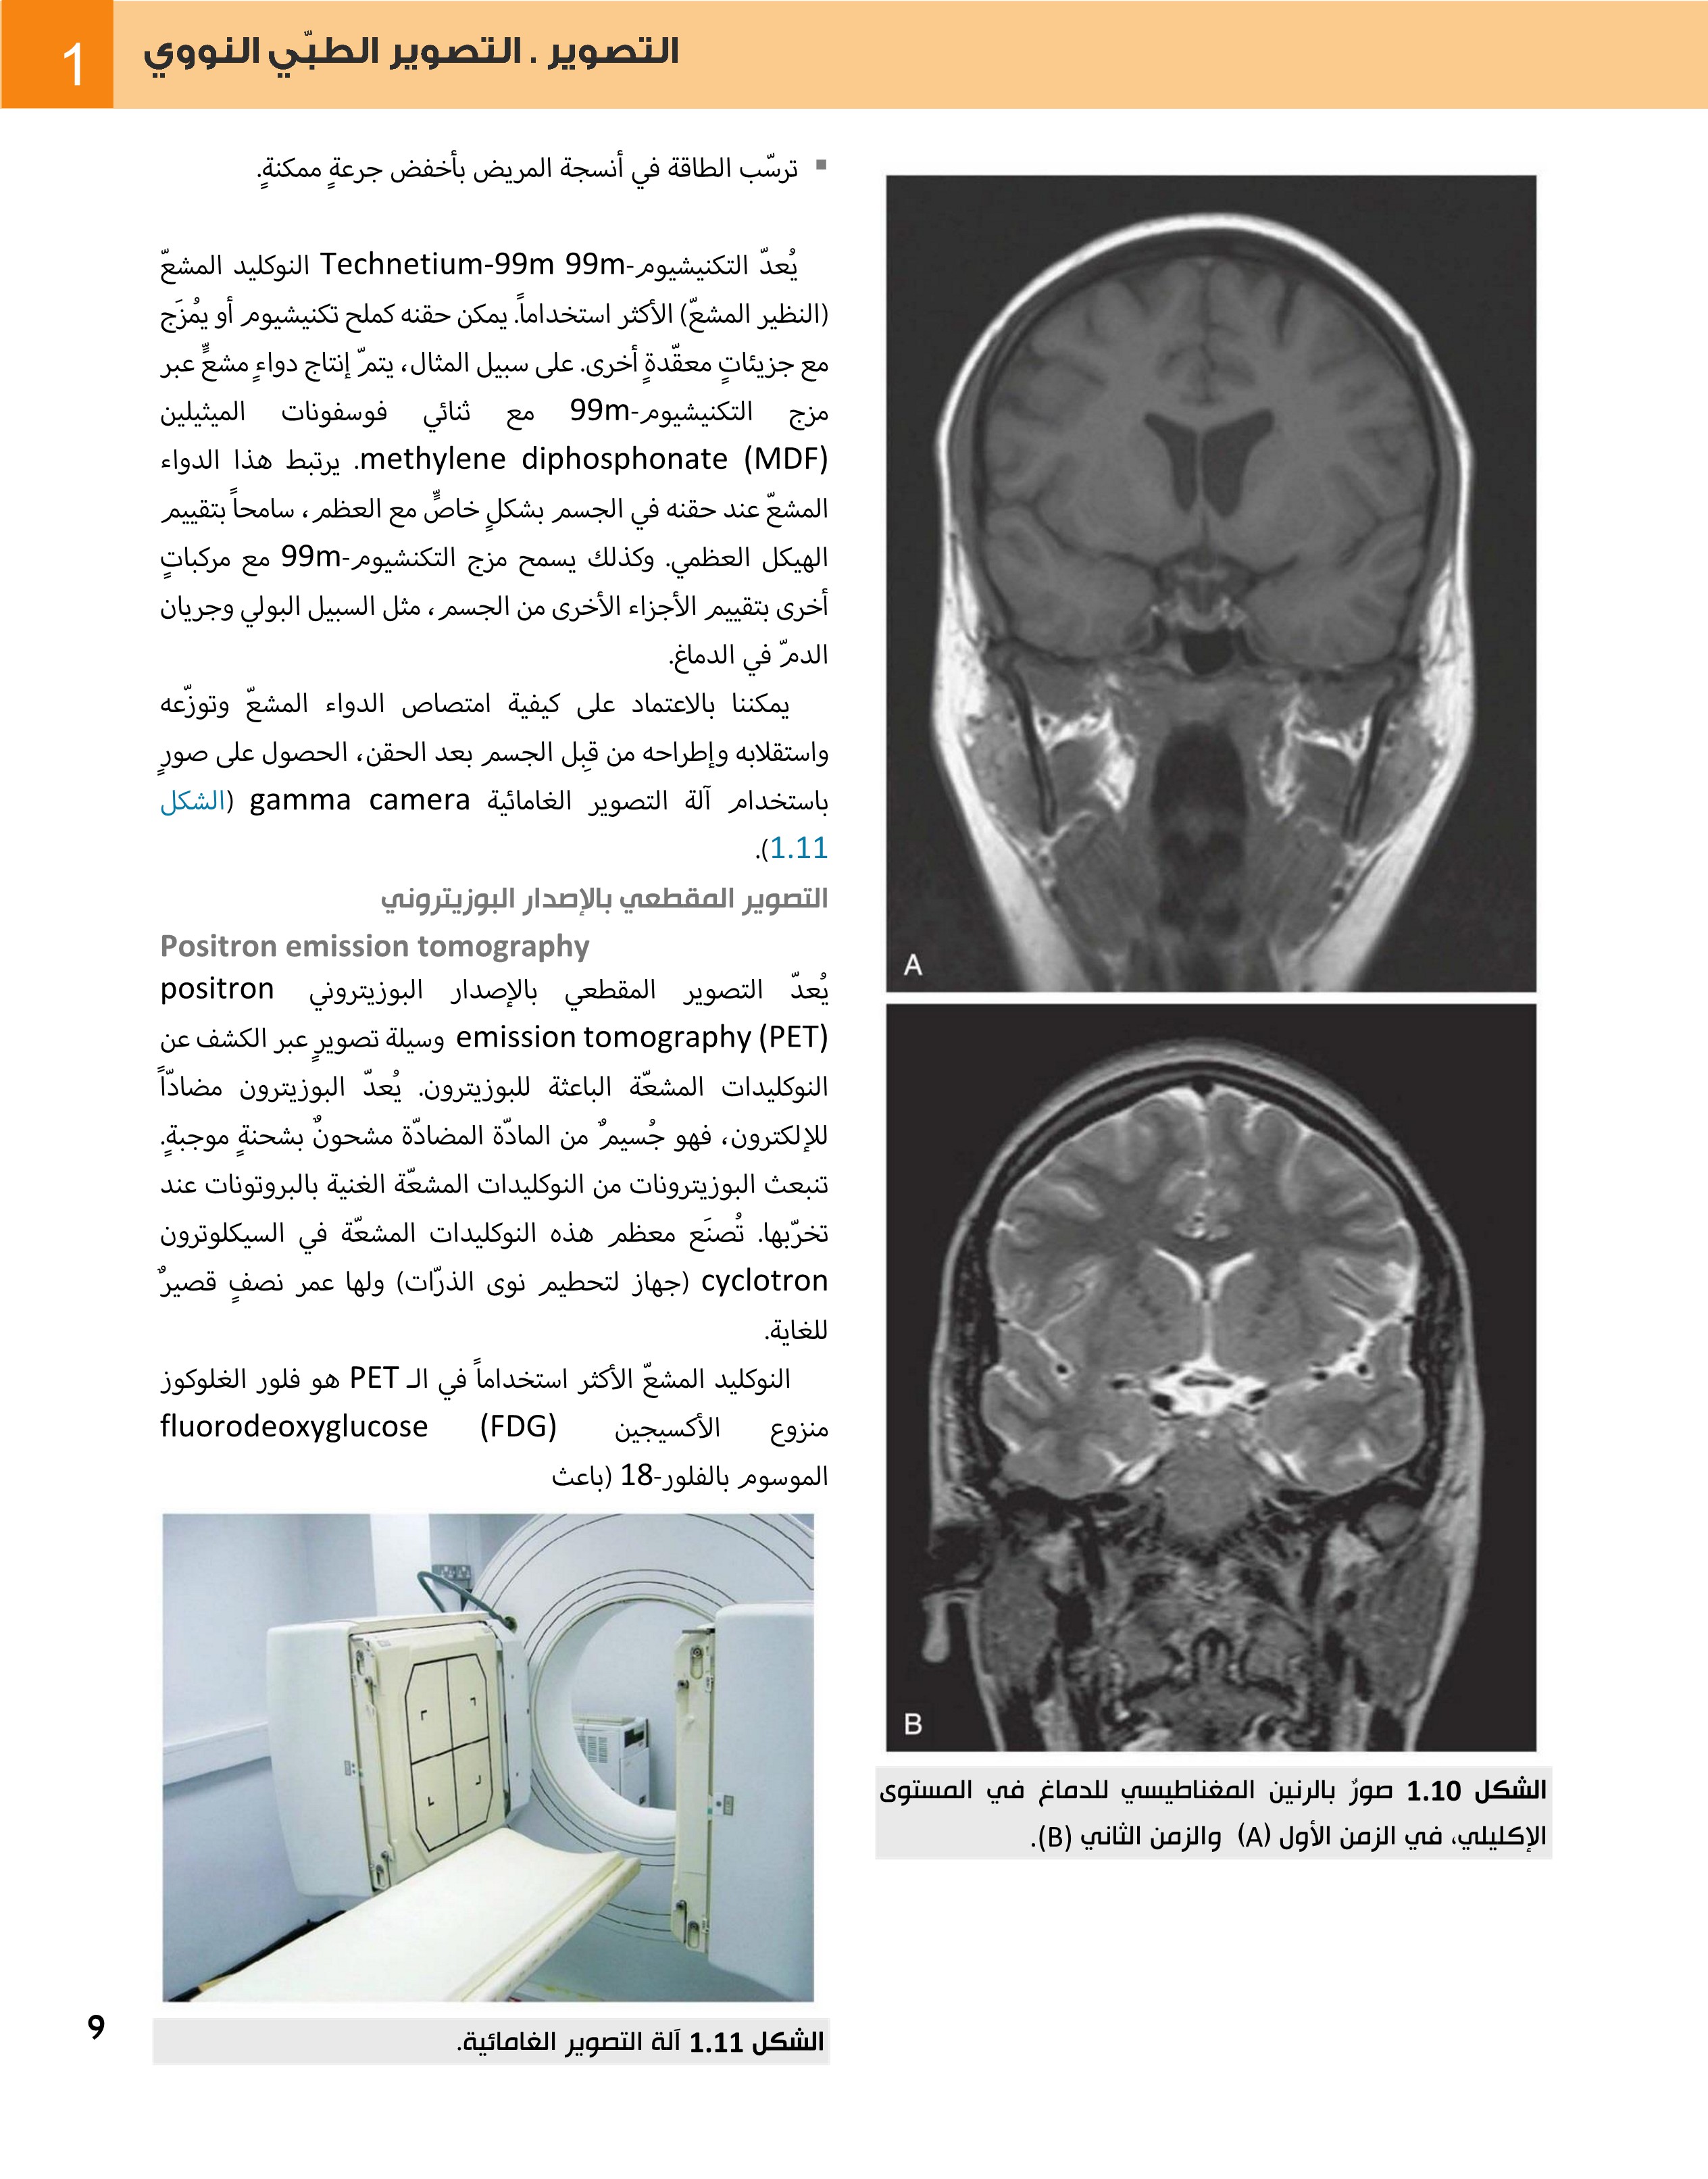 التصوير . التصوير الطبّي النووي
1
A
B
الشكل 1.10 صورٌ بالرنين المغناطيسي للدماغ في المستوى
الإكليلي، في الزمن الأول (A) والزمن الثاني (B).
▪ ترسّب الطاقة في أنسجة المريض بأخفض جرعةٍ ممكنةٍ.
يُعدّ التكنيشيوم-99m Technetium-99m النوكليد المشعّ
(النظير المشعّ) الأكثر استخداماً. يمكن حقنه كملح تكنيشيوم أو يمُزَج
مع جزيئاتٍ معقّدةٍ أخرى. على سبيل المثال، يتمّ إنتاج دواءٍ مشعٍّ عبر
مزج التكنيشيوم-99m مع ثنائي فوسفونات الميثيلين
methylene diphosphonate (MDF). يرتبط هذا الدواء
المشعّ عند حقنه في الجسم بشكلٍ خاصٍّ مع العظم، سامحاً بتقييم
الهيكل العظمي. وكذلك يسمح مزج التكنشيوم-99m مع مركباتٍ
أخرى بتقييم الأجزاء الأخرى من الجسم، مثل السبيل البولي وجريان
الدمّ في الدماغ.
يمكننا بالاعتماد على كيفية امتصاص الدواء المشعّ وتوزّعه
واستقلابه وإطراحه من قبِل الجسم بعد الحقن، الحصول على صورٍ
باستخدام آلة التصوير الغامائية gamma camera (الشكل
1.11).
التصوير المقطعي بالإصدار البوزيتروني
Positron emission tomography
يُعدّ التصوير المقطعي بالإصدار البوزيتروني positron
emission tomography (PET) وسيلة تصويرٍ عبر الكشف عن
النوكليدات المشعّة الباعثة للبوزيترون. يُعدّ البوزيترون مضادّاً
للإلكترون، فهو جُسيمٌ من المادّة المضادّة مشحونٌ بشحنةٍ موجبةٍ.
تنبعث البوزيترونات من النوكليدات المشعّة الغنية بالبروتونات عند
تخرّبها. تُصنَع معظم هذه النوكليدات المشعّة في السيكلوترون
cyclotron (جهاز لتحطيم نوى الذرّات) ولها عمر نصفٍ قصيرٌ
للغاية.
النوكليد المشعّ الأكثر استخداماً في الـ PET هو فلور الغلوكوز
منزوع الأكسيجين fluorodeoxyglucose (FDG)
الموسوم بالفلور-18 (باعث
الشكل 1.11 آلة التصوير الغامائية.
9